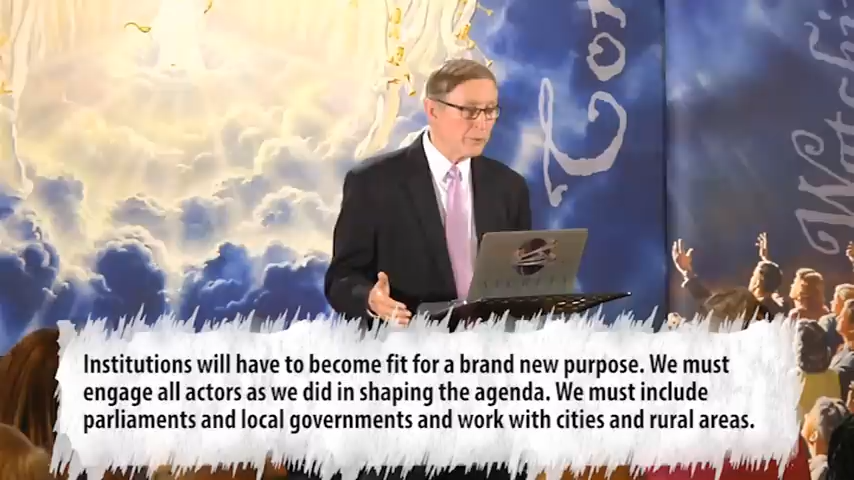 Institutions will have to become fit for a brand new purpose. We must
engage all actors as we did in shaping the agenda. We must include
parliaments and local governments and work with cities and rural areas.